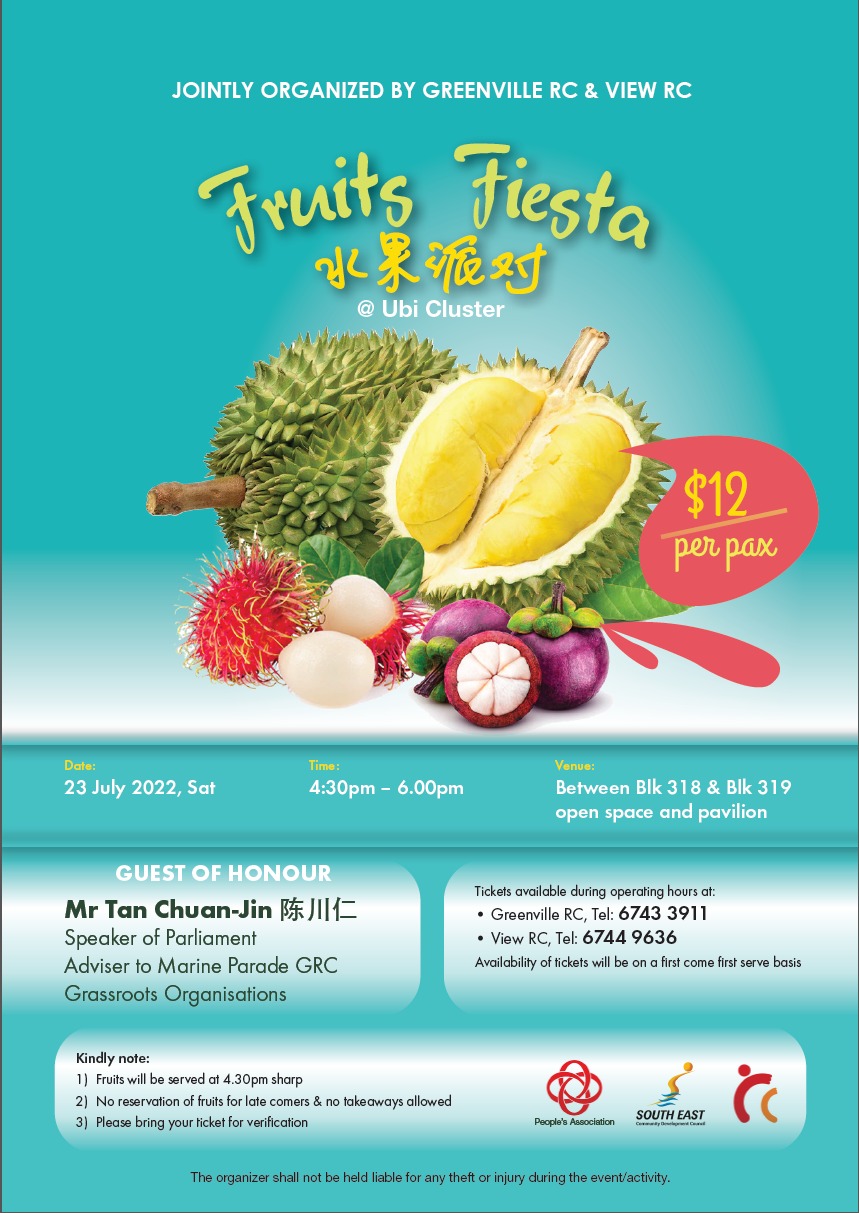 JOINTLY ORGANIZED BY GREENVILLE RC & VIEW RC
Fruits Fiesta
水果派对
@ Ubi Cluster
$12
per pax
Date:
23 July 2022, Sat
Time:
4:30pm – 6.00pm
Venue:
Between Blk 318 & Blk 319
open space and pavilion
GUEST OF HONOUR
Mr Tan Chuan-Jin 陈川仁
Speaker of Parliament
Adviser to Marine Parade GRC
Grassroots Organisations
Tickets available during operating hours at:
• Greenville RC, Tel: 6743 3911
• View RC, Tel: 6744 9636
Availability of tickets will be on a first come first serve basis
Kindly note:
1) Fruits will be served at 4.30pm sharp
2) No reservation of fruits for late comers & no takeaways allowed
3) Please bring your ticket for verification
People's Association
SOUTH EAST
Community Development Council
The organizer shall not be held liable for any theft or injury during the event/activity.